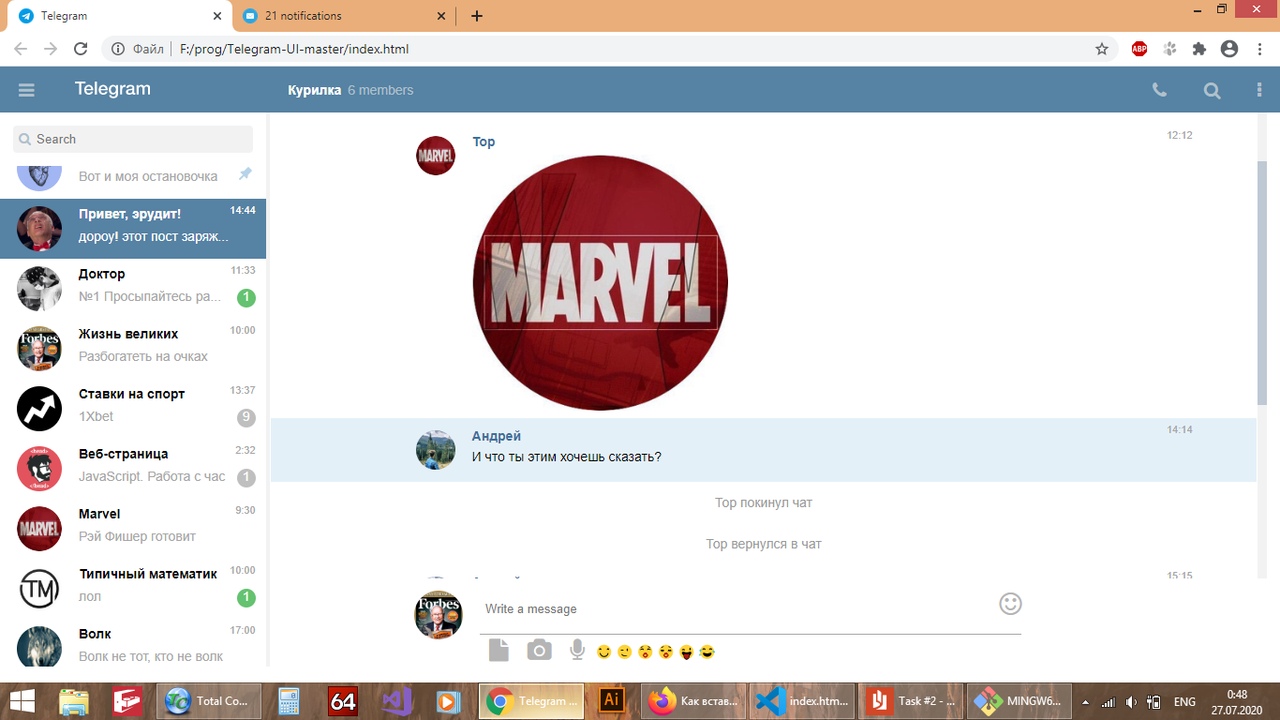 Telegram
21 notifications
Файл
F:/prog/Telegram-UI-master/index.html
ABP
Telegram
Курилка 6 members
Search
Вот и моя остановочка
Привет, эрудит! 14:44
дороу! этот пост заряж...
Доктор 11:33
№1 Просыпайтесь ра... 1
Forbes
Жизнь великих 10:00
Разбогатеть на очках
Ставки на спорт 13:37
1Xbet 9
Веб-страница 2:32
JavaScript. Работа с час 1
MARVEL
Marvel 9:30
Рэй Фишер готовит
TM
Типичный математик 10:00
лол 1
Волк 17:00
Волк не тот, кто не волк
MARVEL
Тор 12:12
MARVEL
Андрей 14:14
И что ты этим хочешь сказать?
Тор покинул чат
Тор вернулся в чат
15:15
Forbes
Write a message
64
Total Co...
Telegram ...
Ai
Как встав...
index.htm...
Task #2 - ...
MINGW6...
ENG
0:48
27.07.2020